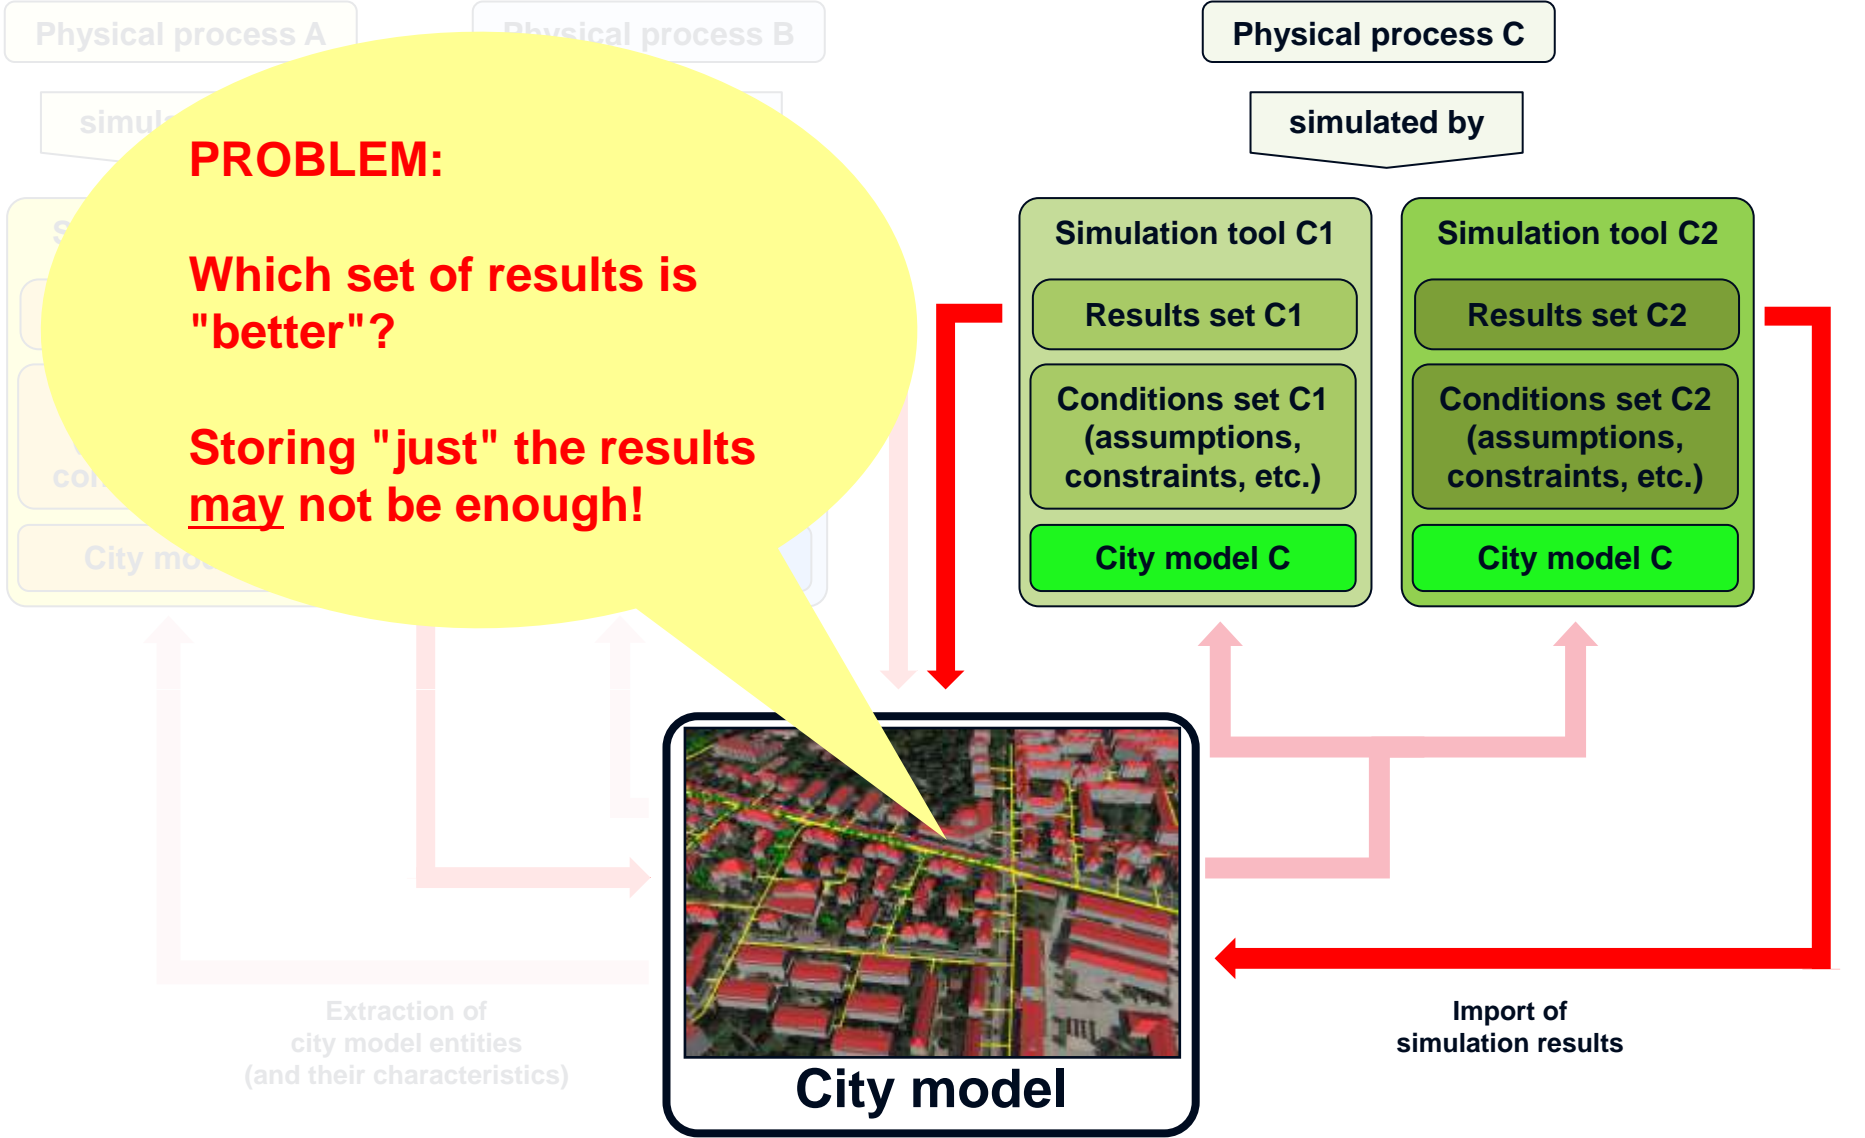 Physical process A
Physical process B
Physical process C
simulated by
PROBLEM:
Which set of results is
"better"?
Storing "just" the results
may not be enough!
Simulation tool C1
Results set C1
Conditions set C1
(assumptions,
constraints, etc.)
City model C
Simulation tool C2
Results set C2
Conditions set C2
(assumptions,
constraints, etc.)
City model C
Extraction of
city model entities
(and their characteristics)
Import of
simulation results
City model